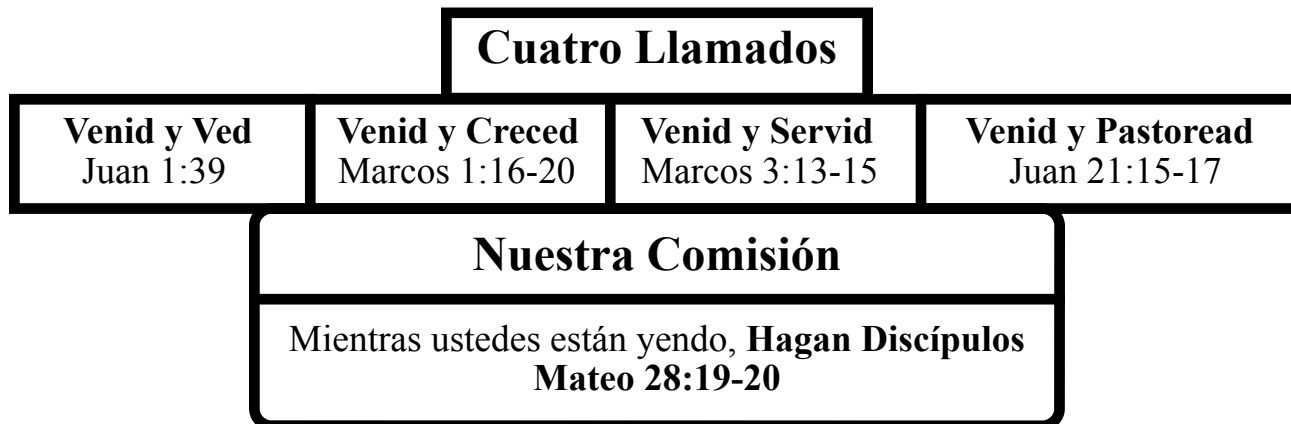 Cuatro Llamados
Venid y Ved
Juan 1:39
Venid y Creced
Marcos 1:16-20
Venid y Servid
Marcos 3:13-15
Venid y Pastoread
Juan 21:15-17
Nuestra Comisión
Mientras ustedes están yendo, Hagan Discípulos
Mateo 28:19-20